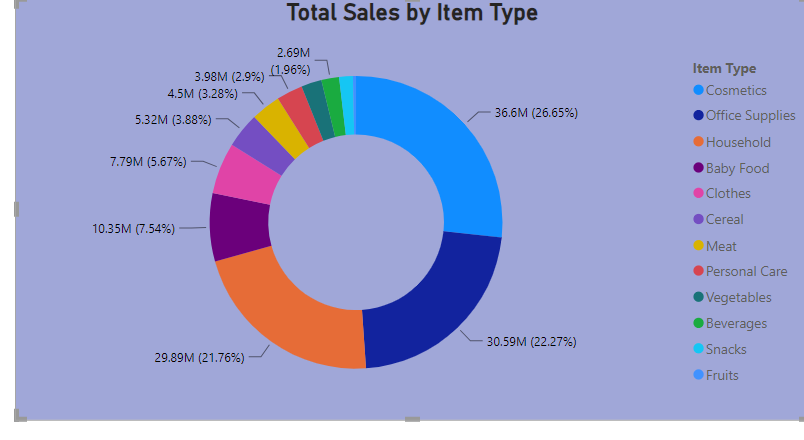 Total Sales by Item Type
2.69M
(1.96%)
3.98M (2.9%)
4.5M (3.28%)
5.32M (3.88%)
7.79M (5.67%)
10.35M (7.54%)
29.89M (21.76%)
36.6M (26.65%)
30.59M (22.27%)
Item Type
Cosmetics
Office Supplies
Household
Baby Food
Clothes
Cereal
Meat
Personal Care
Vegetables
Beverages
Snacks
Fruits